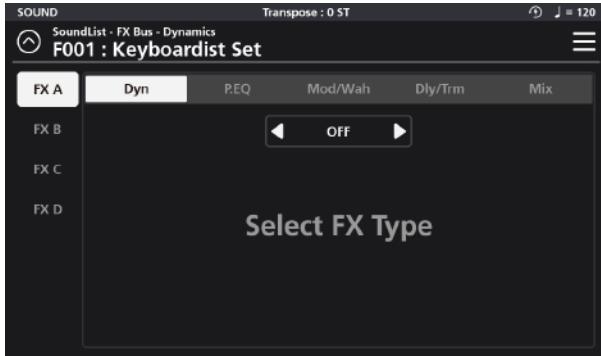 SOUND Transpose : 0 ST ♩ = 120
SoundList - FX Bus - Dynamics
F001 : Keyboardist Set
FX A Dyn P.EQ Mod/Wah Dly/Trm Mix
FX B OFF
FX C
FX D
Select FX Type